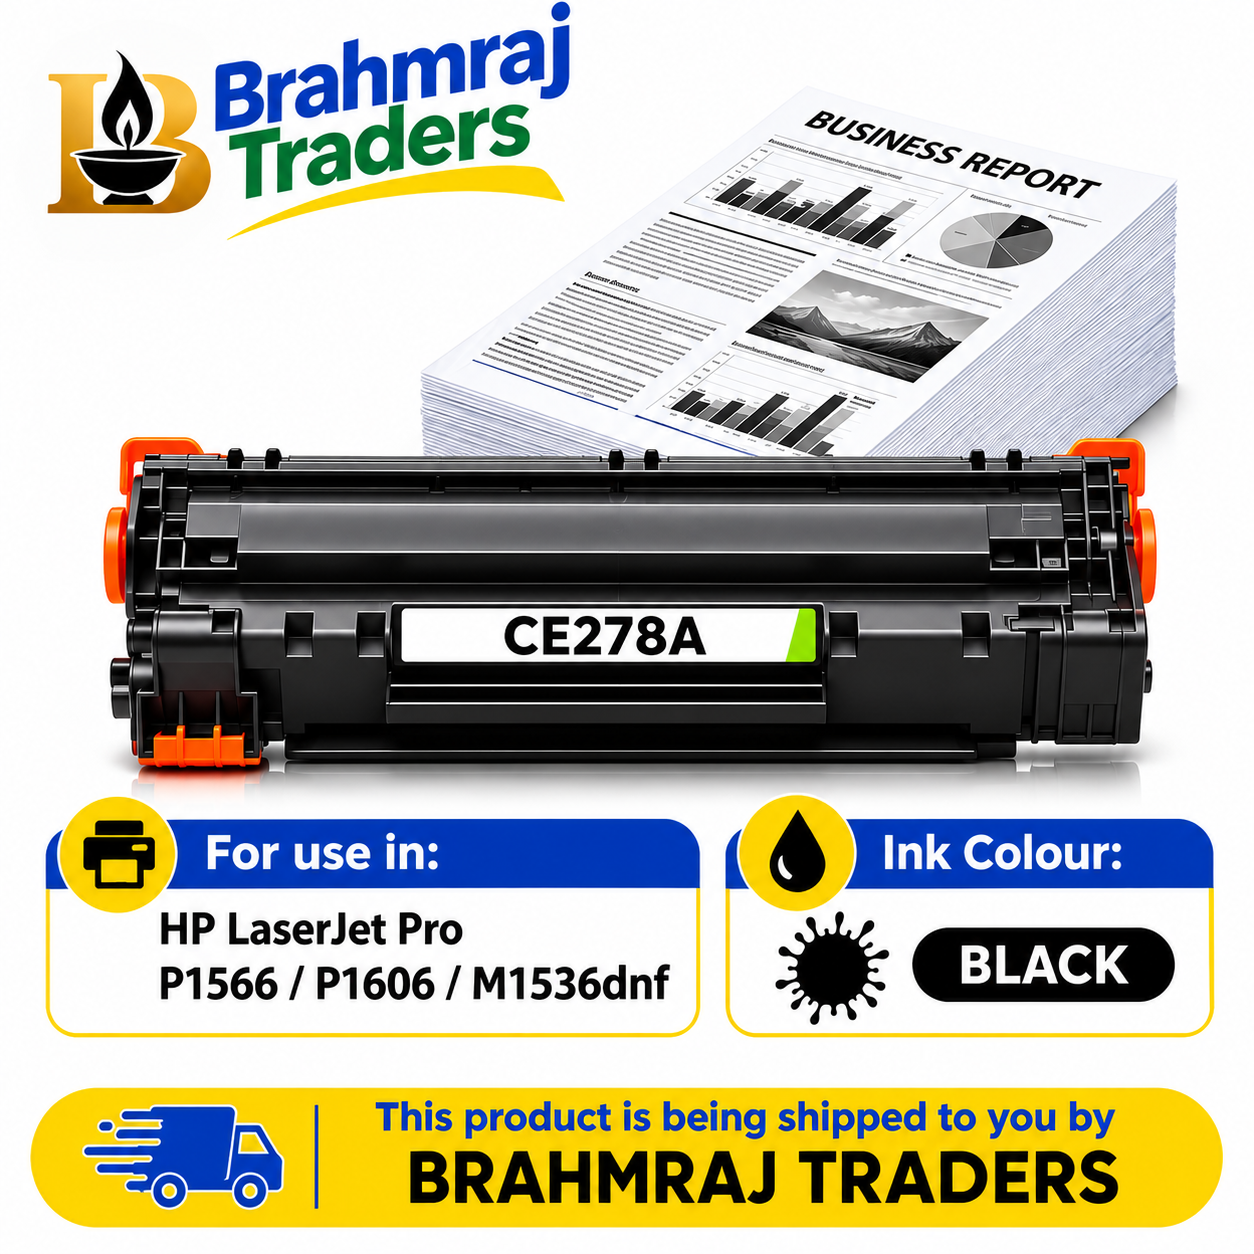 Brahmraj
Traders
BUSINESS REPORT
CE278A
For use in:
HP LaserJet Pro
P1566 / P1606 / M1536dnf
Ink Colour:
BLACK
This product is being shipped to you by
BRAHMRAJ TRADERS